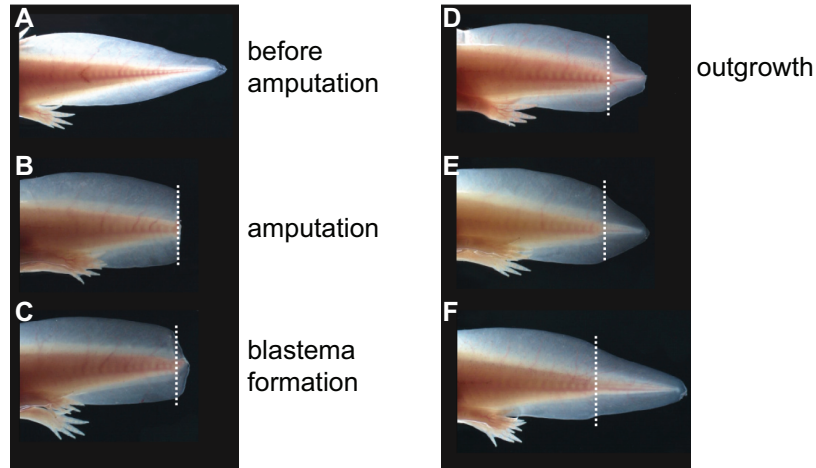 A
before
amputation
B
amputation
C
blastema
formation
D
outgrowth
E
F